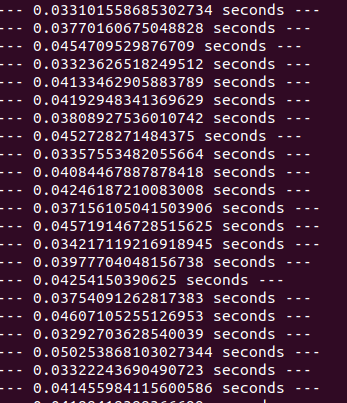 --- 0.033101558685302734 seconds ---
--- 0.03770160675048828 seconds ---
--- 0.0454709529876709 seconds ---
--- 0.03323626518249512 seconds ---
--- 0.04133462905883789 seconds ---
--- 0.04192948341369629 seconds ---
--- 0.03808927536010742 seconds ---
--- 0.0452728271484375 seconds ---
--- 0.03357553482055664 seconds ---
--- 0.04084467887878418 seconds ---
--- 0.04246187210083008 seconds ---
--- 0.037156105041503906 seconds ---
--- 0.045719146728515625 seconds ---
--- 0.034217119216918945 seconds ---
--- 0.03977704048156738 seconds ---
--- 0.04254150390625 seconds ---
--- 0.03754091262817383 seconds ---
--- 0.04607105255126953 seconds ---
--- 0.03292703628540039 seconds ---
--- 0.050253868103027344 seconds ---
--- 0.03322243690490723 seconds ---
--- 0.041455984115600586 seconds ---